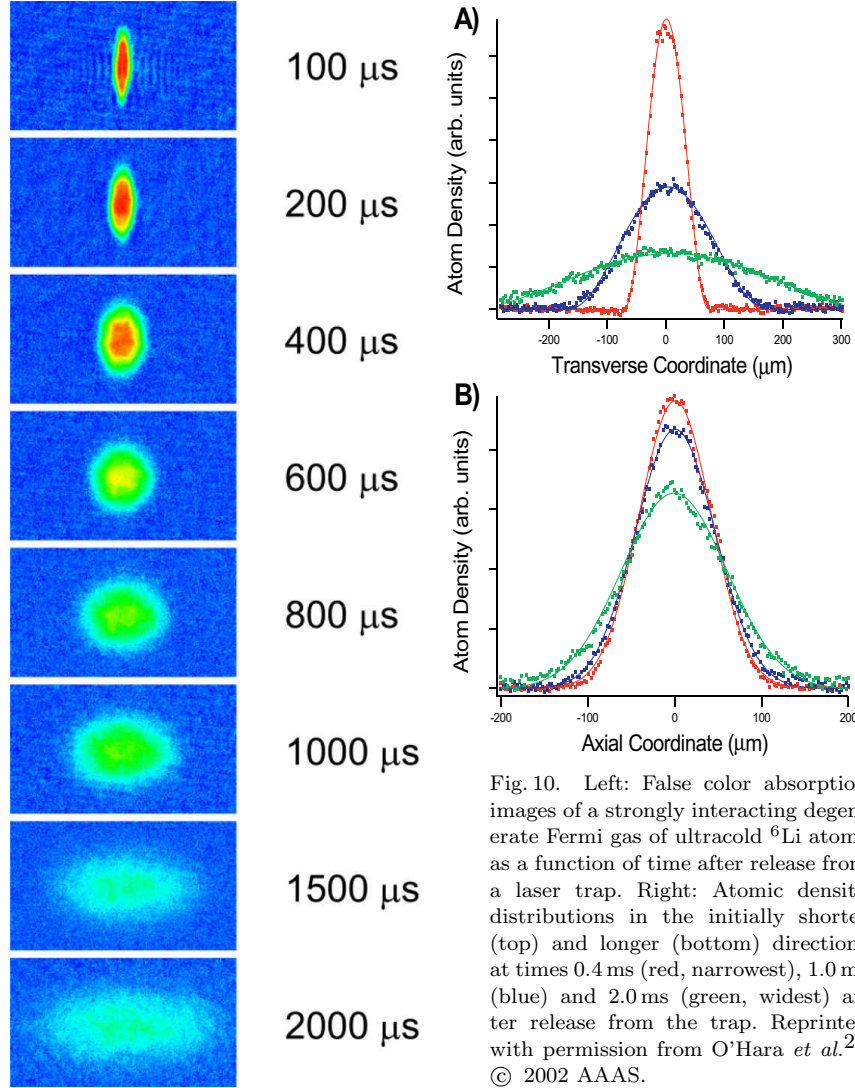 100 μs
200 μs
400 μs
600 μs
800 μs
1000 μs
1500 μs
2000 μs
A)
Atom Density (arb. units)
-200 -100 0 100 200 300
Transverse Coordinate (μm)
B)
Atom Density (arb. units)
-200 -100 0 100 200
Axial Coordinate (μm)
Fig. 10. Left: False color absorptio
images of a strongly interacting degen
erate Fermi gas of ultracold ⁶Li atom
as a function of time after release from
a laser trap. Right: Atomic densit
distributions in the initially shorte
(top) and longer (bottom) direction
at times 0.4 ms (red, narrowest), 1.0 m
(blue) and 2.0 ms (green, widest) a
ter release from the trap. Reprinte
with permission from O'Hara et al.²
© 2002 AAAS.